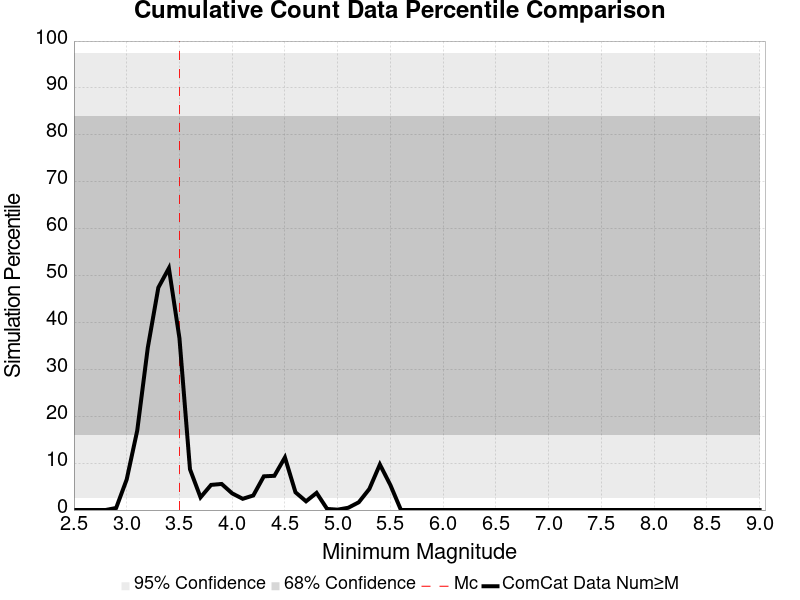 Cumulative Count Data Percentile Comparison
100
90
80
70
60
50
40
30
20
10
0
Simulation Percentile
2.5 3.0 3.5 4.0 4.5 5.0 5.5 6.0 6.5 7.0 7.5 8.0 8.5 9.0
Minimum Magnitude
95% Confidence 68% Confidence Mc ComCat Data Num≥M